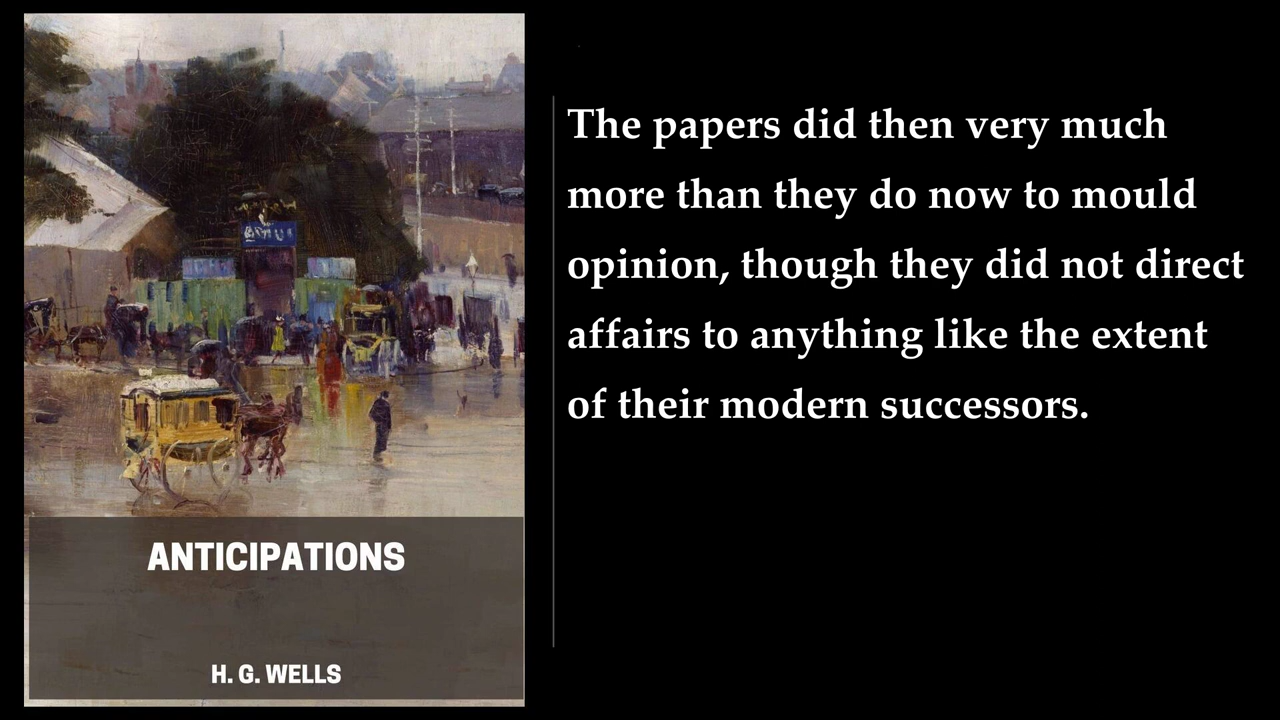 ANTICIPATIONS
H. G. WELLS
The papers did then very much
more than they do now to mould
opinion, though they did not direct
affairs to anything like the extent
of their modern successors.